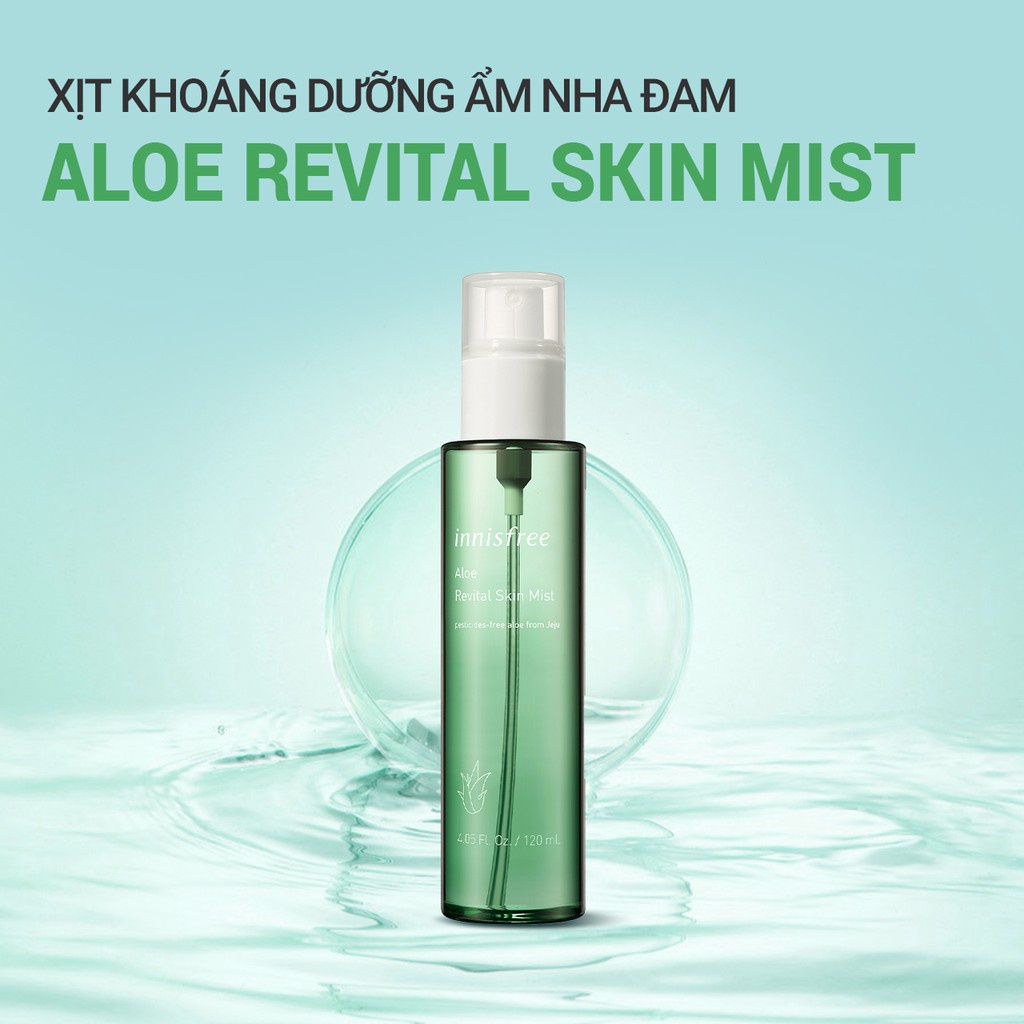 XỊT KHOÁNG DƯỠNG ẨM NHA ĐAM
ALOE REVITAL SKIN MIST
innisfree
Aloe
Revital Skin Mist
pesticides-free aloe from Jeju
4.05 Fl. Oz. / 120 mL